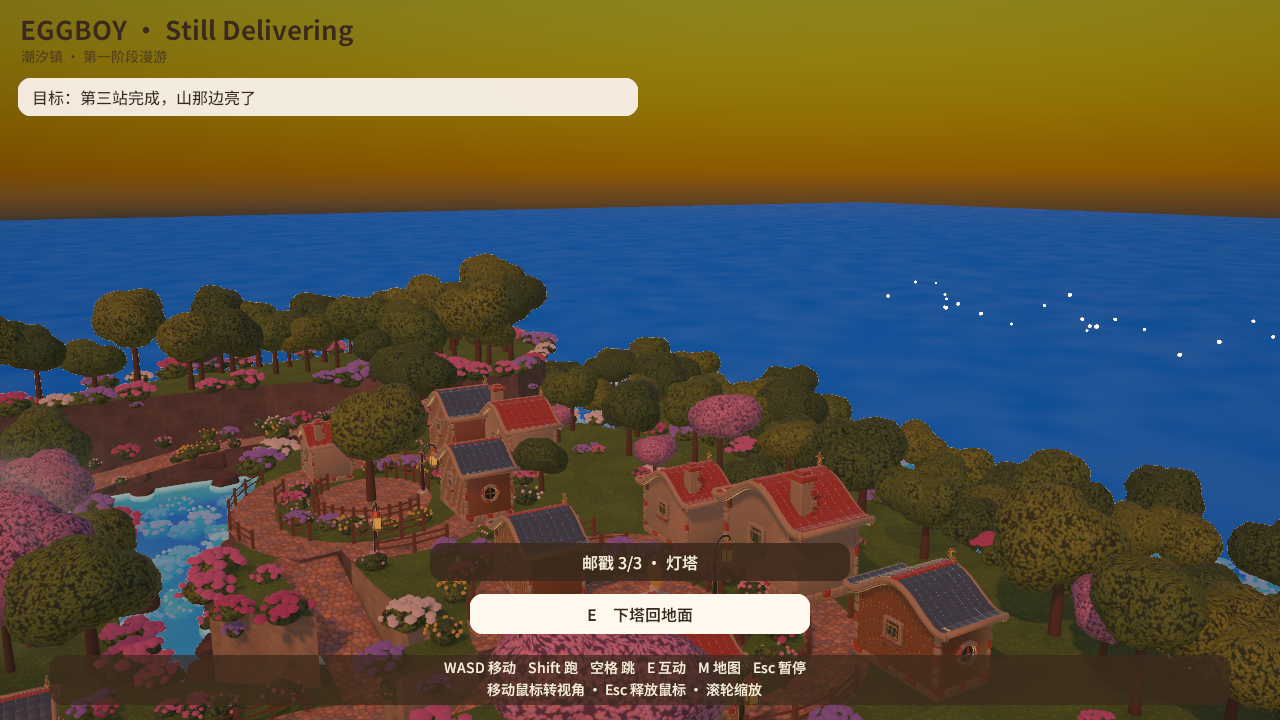 EGGBOY · Still Delivering
潮汐镇 · 第一阶段漫游
目标：第三站完成，山那边亮了
邮戳 3/3 · 灯塔
E 下塔回地面
WASD 移动 Shift 跑 空格 跳 E 互动 M 地图 Esc 暂停
移动鼠标转视角 · Esc 释放鼠标 · 滚轮缩放